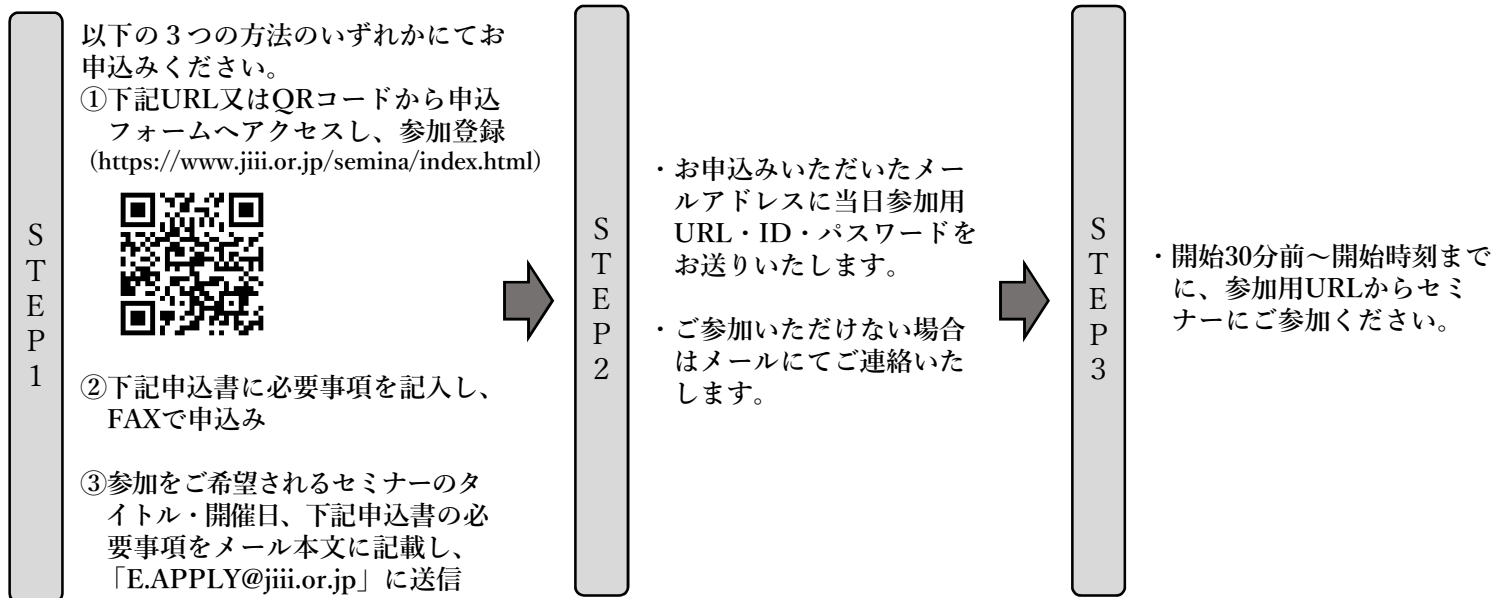 STEP1
以下の３つの方法のいずれかにてお
申込みください。
①下記URL又はQRコードから申込
フォームへアクセスし、参加登録
（https://www.jiii.or.jp/semina/index.html）
②下記申込書に必要事項を記入し、
FAXで申込み
③参加をご希望されるセミナーのタ
イトル・開催日、下記申込書の必
要事項をメール本文に記載し、
「E.APPLY@jiii.or.jp」に送信
STEP2
・お申込みいただいたメー
ルアドレスに当日参加用
URL・ID・パスワードを
お送りいたします。
・ご参加いただけない場合
はメールにてご連絡いた
します。
STEP3
・開始30分前～開始時刻まで
に、参加用URLからセミ
ナーにご参加ください。